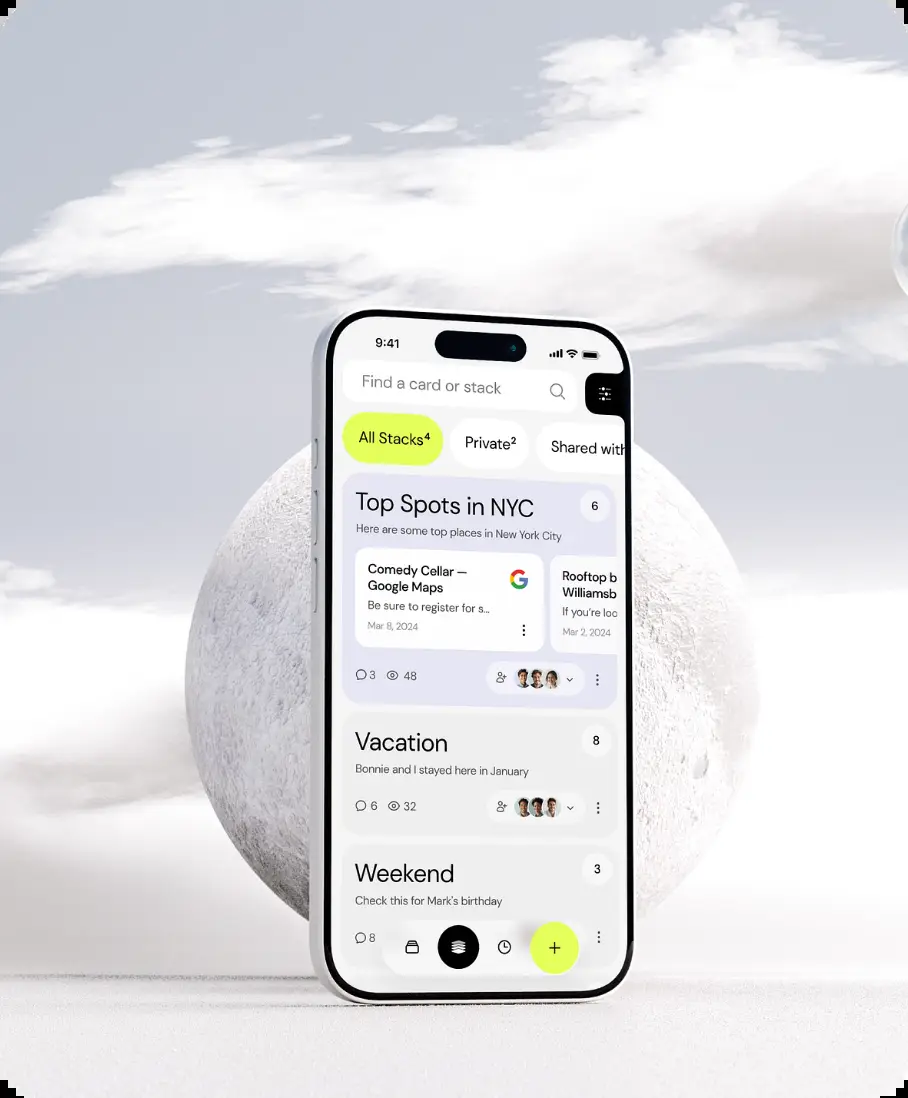 9:41
Find a card or stack
All Stacks⁴
Private²
Shared with
Top Spots in NYC
6
Here are some top places in New York City
Comedy Cellar —
Google Maps
Be sure to register for s...
Mar 8, 2024
Rooftop b
Williamsb
If you're loo
Mar 2, 2024
3
48
Vacation
8
Bonnie and I stayed here in January
6
32
Weekend
3
Check this for Mark's birthday
8